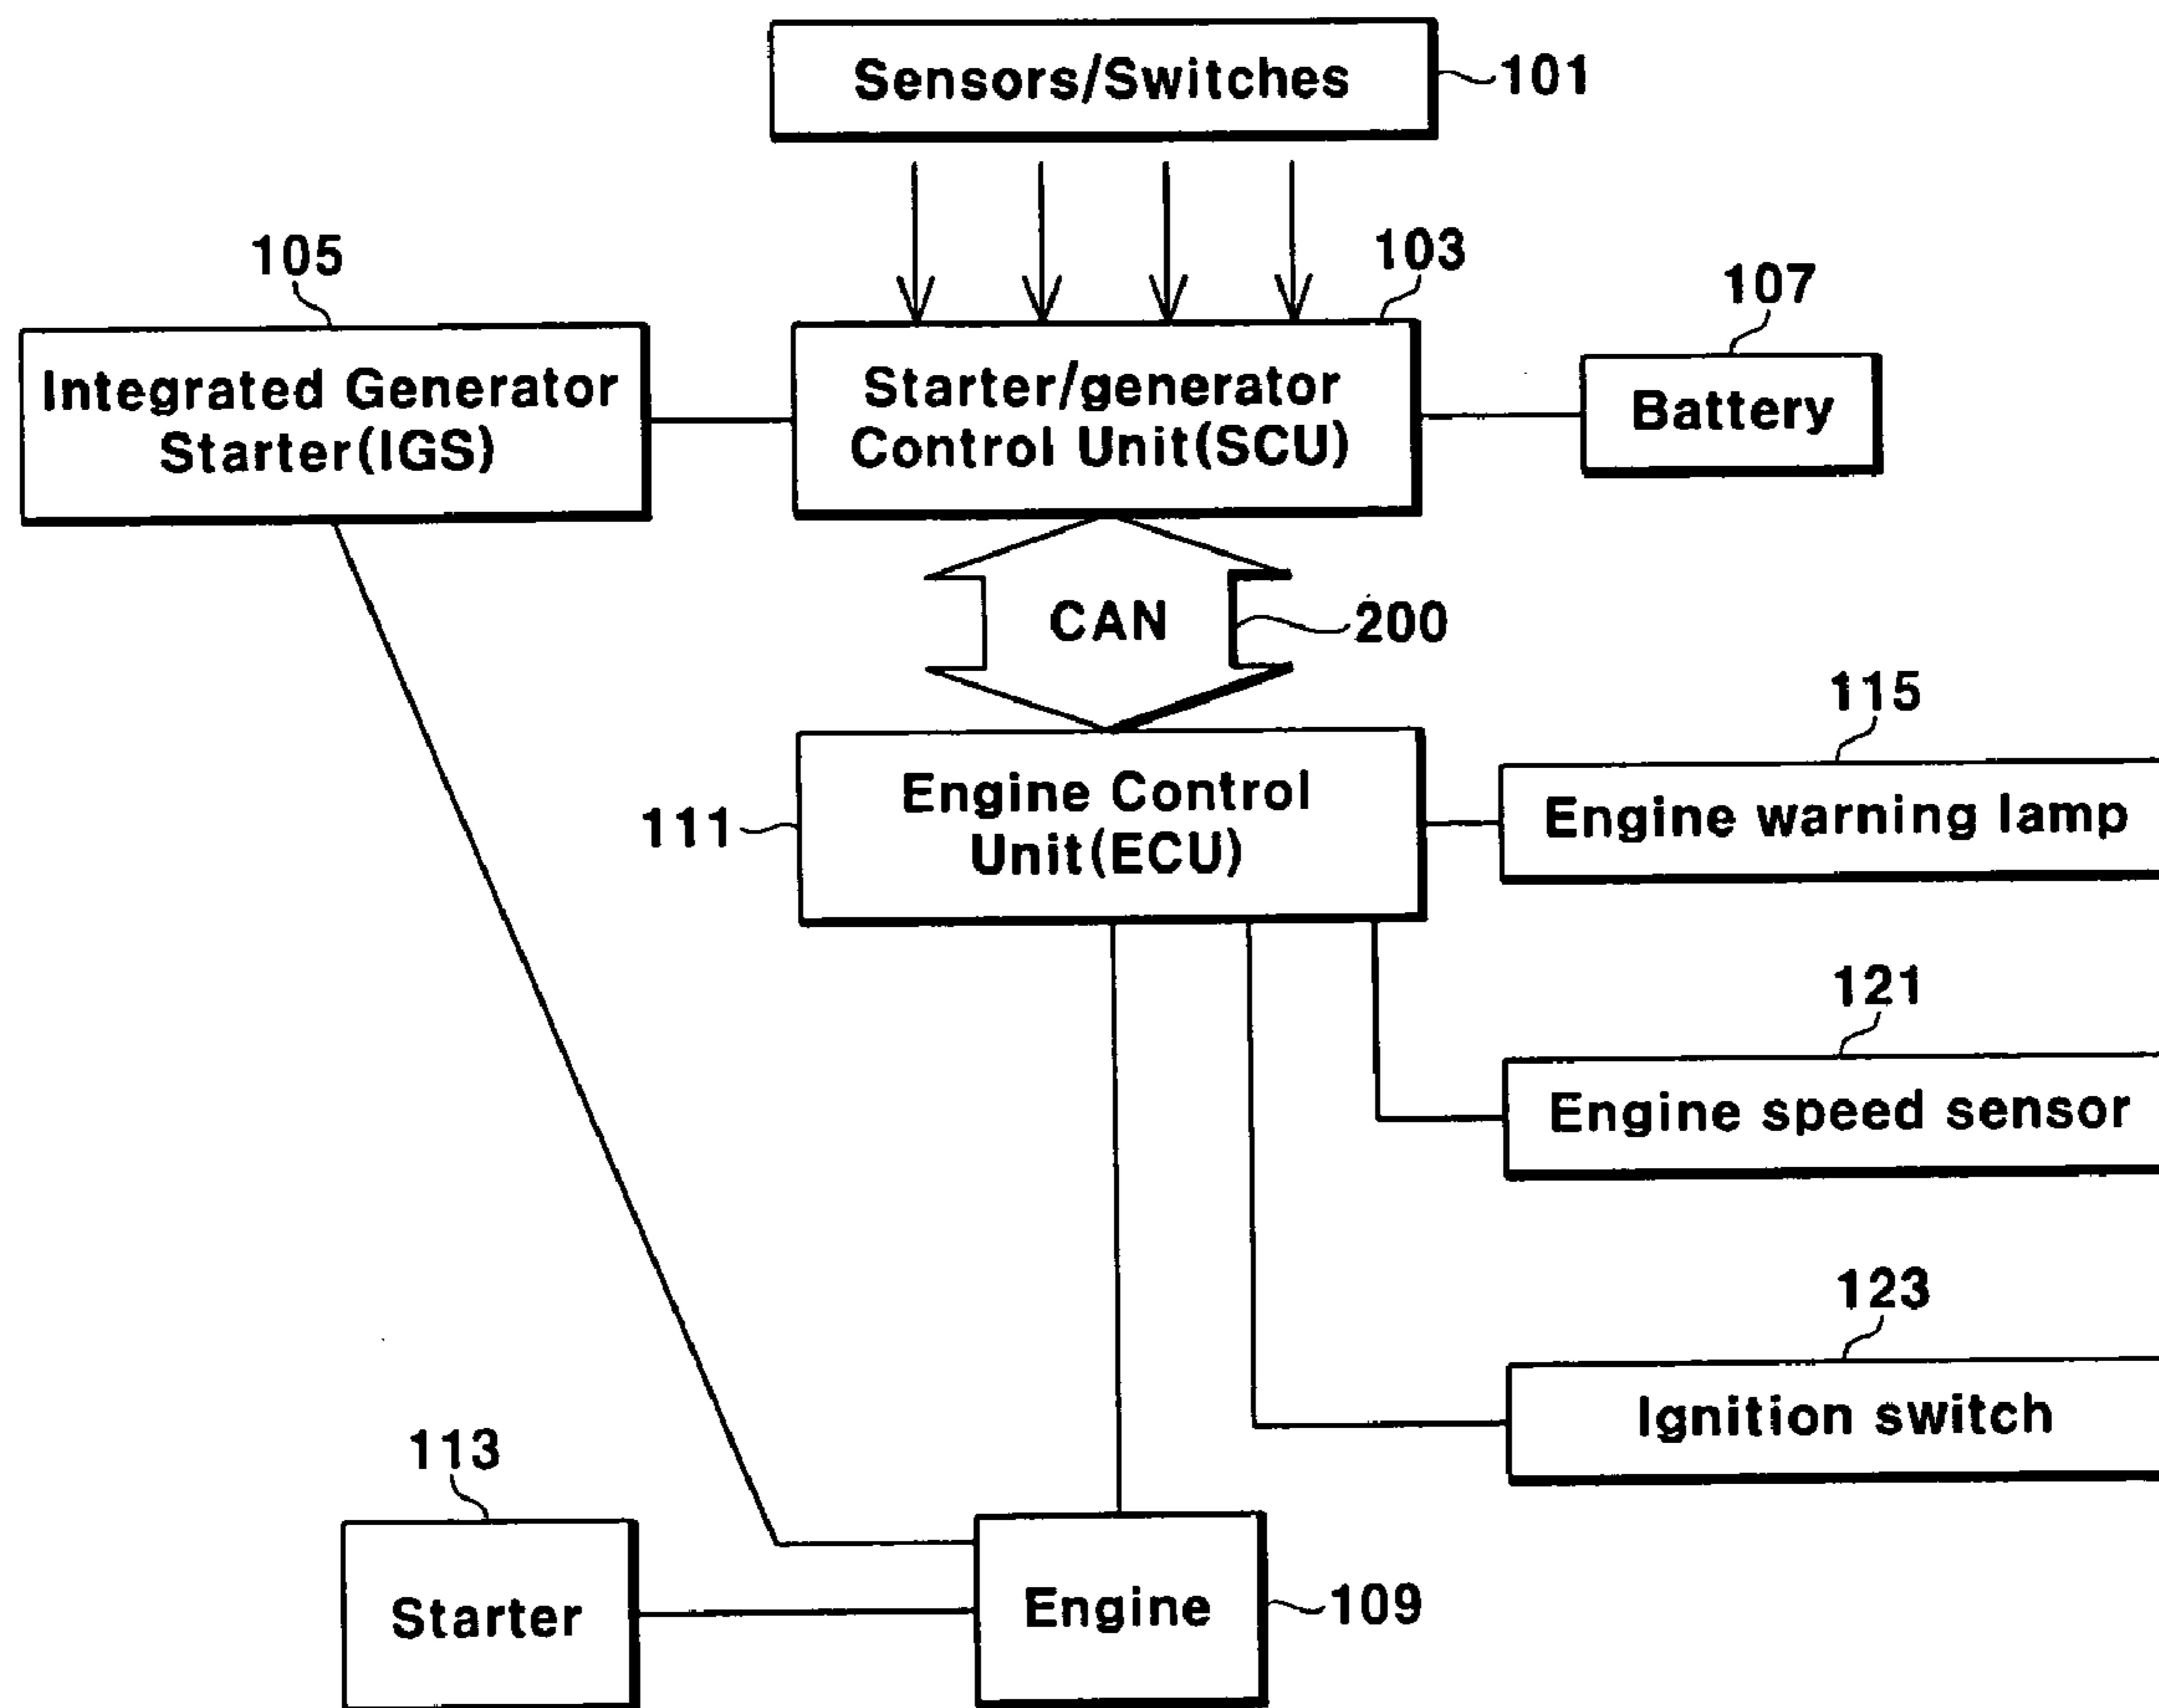 Sensors/Switches
101
105
103
107
Integrated Generator
Starter(IGS)
Starter/generator
Control Unit(SCU)
Battery
CAN
200
115
111
Engine Control
Unit(ECU)
Engine warning lamp
121
Engine speed sensor
123
Ignition switch
113
Starter
Engine
109